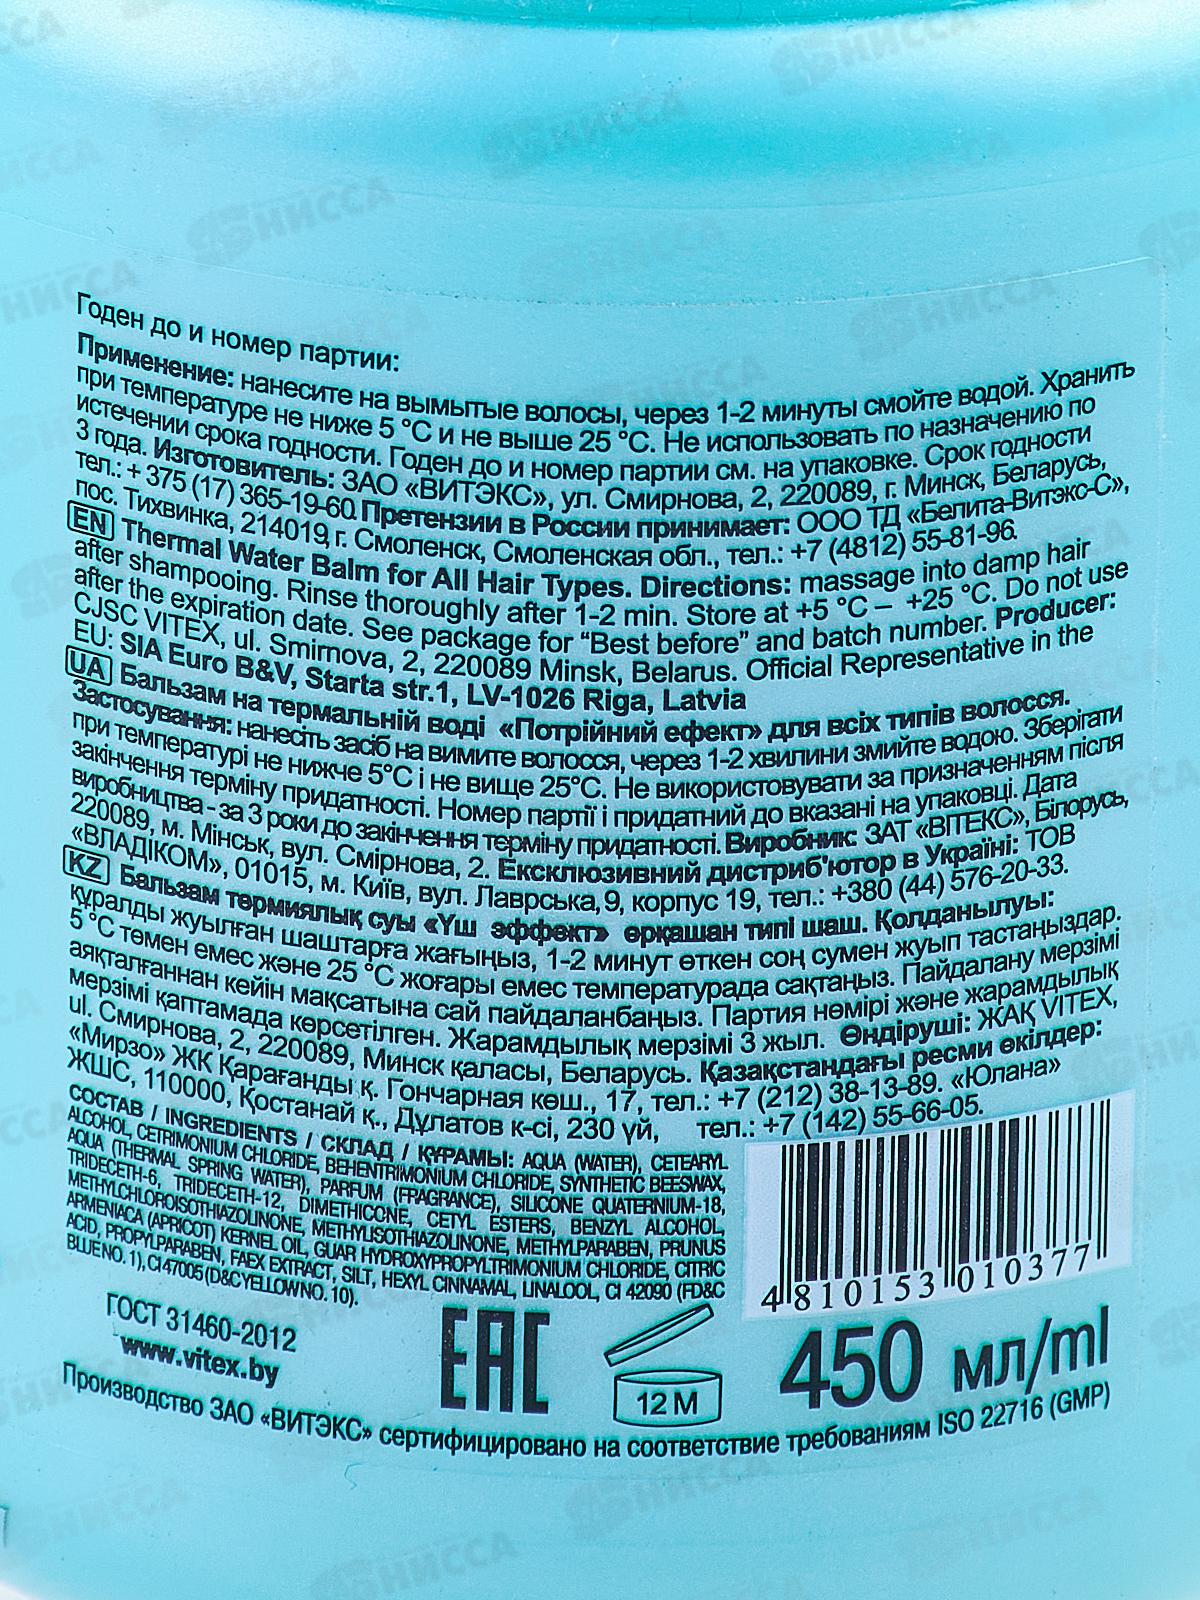 Годен до и номер партии:
Применение: нанесите на вымытые волосы, через 1-2 минуты смойте водой. Хранить
при температуре не ниже 5 °С и не выше 25 °С. Не использовать по назначению по
истечении срока годности. Годен до и номер партии см. на упаковке. Срок годности
3 года. Изготовитель: ЗАО «ВИТЭКС», ул. Смирнова, 2, 220089, г. Минск, Беларусь,
тел.: + 375 (17) 365-19-60. Претензии в России принимает: ООО ТД «Белита-Витэкс-С»,
пос. Тихвинка, 214019, г. Смоленск, Смоленская обл., тел.: +7 (4812) 55-81-96.
EN Thermal Water Balm for All Hair Types. Directions: massage into damp hair
after shampooing. Rinse thoroughly after 1-2 min. Store at +5 °C – +25 °C. Do not use
after the expiration date. See package for “Best before” and batch number. Producer:
CJSC VITEX, ul. Smirnova, 2, 220089 Minsk, Belarus. Official Representative in the
EU: SIA Euro B&V, Starta str.1, LV-1026 Riga, Latvia
UA Бальзам на термальній воді «Потрійний ефект» для всіх типів волосся.
Застосування: нанесіть засіб на вимите волосся, через 1-2 хвилини змийте водою. Зберігати
при температурі не нижче 5°С і не вище 25°С. Не використовувати за призначенням після
закінчення терміну придатності. Номер партії і придатний до вказані на упаковці. Дата
виробництва - за 3 роки до закінчення терміну придатності. Виробник: ЗАТ «ВІТЕКС», Білорусь,
220089, м. Мінськ, вул. Смірнова, 2. Ексклюзивний дистриб'ютор в Україні: ТОВ
«ВЛАДІКОМ», 01015, м. Київ, вул. Лаврська, 9, корпус 19, тел.: +380 (44) 576-20-33.
KZ Бальзам термиялық суы «Үш эффект» әрқашан типі шаш. Қолданылуы:
құралды жуылған шаштарға жағыңыз, 1-2 минут өткен соң сумен жуып тастаңыздар.
5 °С төмен емес және 25 °С жоғары емес температурада сақтаңыз. Пайдалану мерзімі
аяқталғаннан кейін мақсатына сай пайдаланбаңыз. Партия нөмірі және жарамдылық
мерзімі қаптамада көрсетілген. Жарамдылық мерзімі 3 жыл. Өндіруші: ЖАҚ VITEX,
ul. Смирнова, 2, 220089, Минск қаласы, Беларусь. Қазақстандағы ресми өкілдер:
«Мирзо» ЖК Қарағанды қ. Гончарная көш., 17, тел.: +7 (212) 38-13-89. «Юлана»
ЖШС, 110000, Қостанай қ., Дулатов к-сі, 230 үй, тел.: +7 (142) 55-66-05.
СОСТАВ / INGREDIENTS / СКЛАД / ҚҰРАМЫ: AQUA (WATER), CETEARYL
ALCOHOL, CETRIMONIUM CHLORIDE, BEHENTRIMONIUM CHLORIDE, SYNTHETIC BEESWAX,
AQUA (THERMAL SPRING WATER), PARFUM (FRAGRANCE), SILICONE QUATERNIUM-18,
TRIDECETH-6, TRIDECETH-12, DIMETHICONE, CETYL ESTERS, BENZYL ALCOHOL,
METHYLCHLOROISOTHIAZOLINONE, METHYLISOTHIAZOLINONE, METHYLPARABEN, PRUNUS
ARMENIACA (APRICOT) KERNEL OIL, GUAR HYDROXYPROPYLTRIMONIUM CHLORIDE, CITRIC
ACID, PROPYLPARABEN, FAEX EXTRACT, SILT, HEXYL CINNAMAL, LINALOOL, CI 42090 (FD&C
BLUE NO. 1), CI 47005 (D&C YELLOW NO. 10).
4 810153 010377
ГОСТ 31460-2012
www.vitex.by
ЕАС
12 M
450 мл/ml
Производство ЗАО «ВИТЭКС» сертифицировано на соответствие требованиям ISO 22716 (GMP)